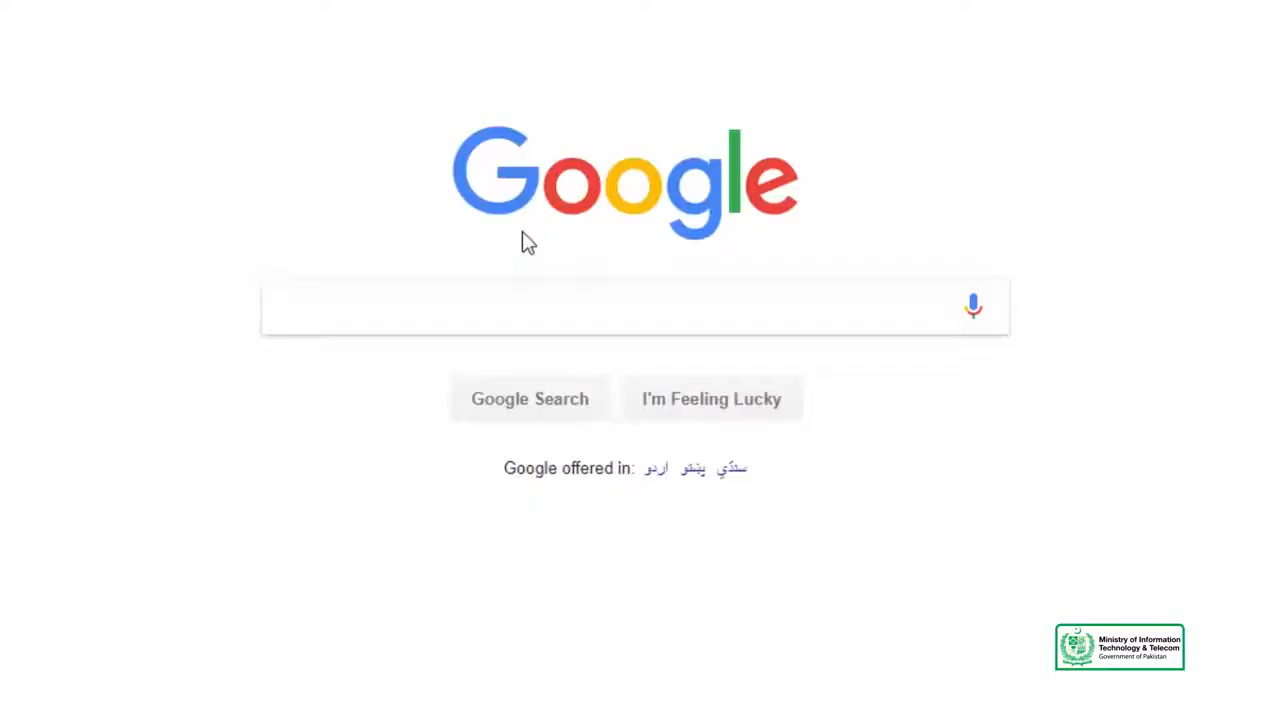 Google
Google Search
I'm Feeling Lucky
Google offered in: اردو پښتو سنڌي
Ministry of Information
Technology & Telecom
Government of Pakistan